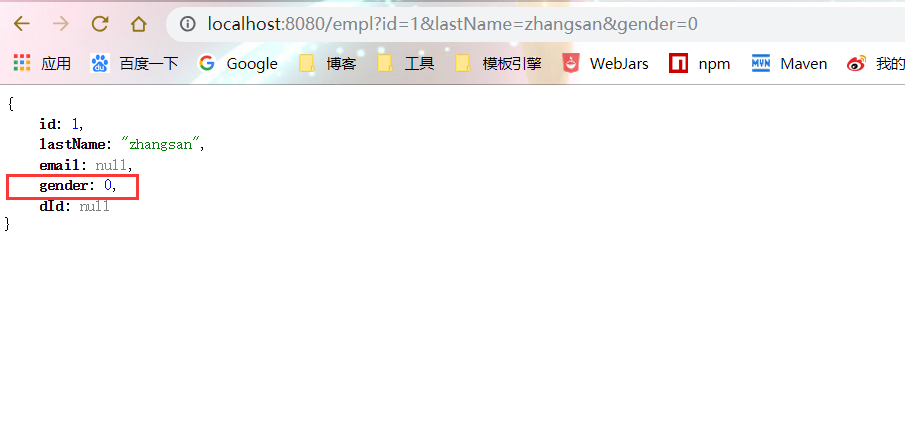 localhost:8080/empl?id=1&lastName=zhangsan&gender=0
应用 百度一下 Google 博客 工具 模板引擎 WebJars npm MVN Maven 我的
{
id: 1,
lastName: "zhangsan",
email: null,
gender: 0,
dId: null
}